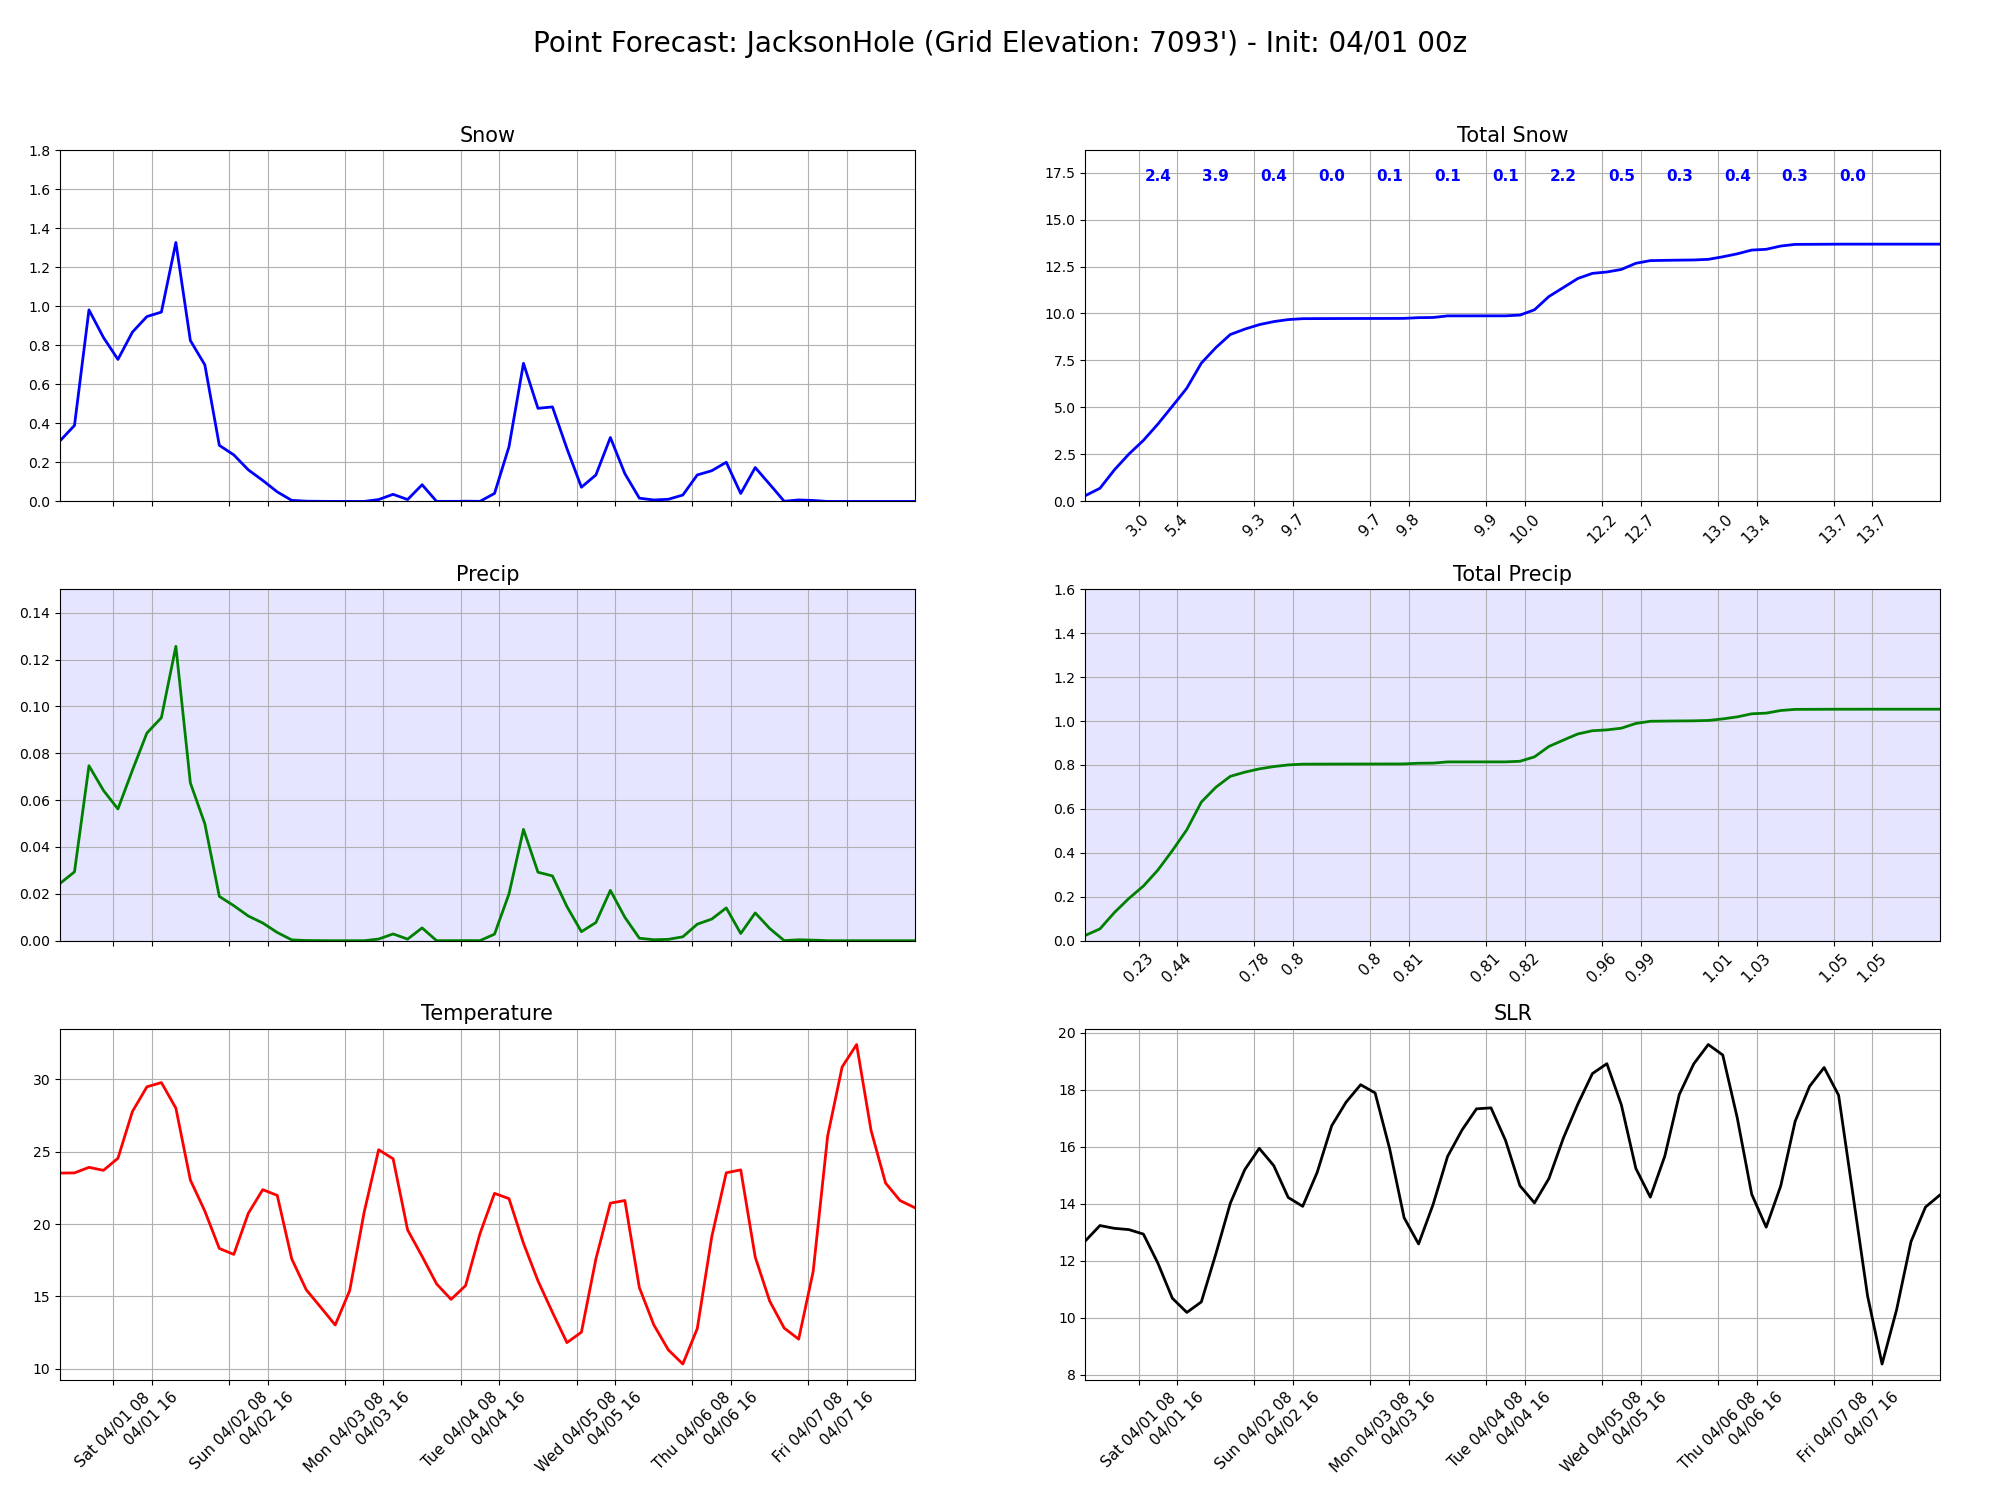 Point Forecast: JacksonHole (Grid Elevation: 7093') - Init: 04/01 00z
Snow
1.8
1.6
1.4
1.2
1.0
0.8
0.6
0.4
0.2
0.0
Total Snow
17.5
15.0
12.5
10.0
7.5
5.0
2.5
0.0
2.4 3.9 0.4 0.0 0.1 0.1 0.1 2.2 0.5 0.3 0.4 0.3 0.0
3.0 5.4 9.3 9.7 9.7 9.8 9.9 10.0 12.2 12.7 13.0 13.4 13.7 13.7
Precip
0.14
0.12
0.10
0.08
0.06
0.04
0.02
0.00
Total Precip
1.6
1.4
1.2
1.0
0.8
0.6
0.4
0.2
0.0
0.23 0.44 0.78 0.8 0.8 0.81 0.81 0.82 0.96 0.99 1.01 1.03 1.05 1.05
Temperature
30
25
20
15
10
Sat 04/01 08
04/01 16
Sun 04/02 08
04/02 16
Mon 04/03 08
04/03 16
Tue 04/04 08
04/04 16
Wed 04/05 08
04/05 16
Thu 04/06 08
04/06 16
Fri 04/07 08
04/07 16
SLR
20
18
16
14
12
10
8
Sat 04/01 08
04/01 16
Sun 04/02 08
04/02 16
Mon 04/03 08
04/03 16
Tue 04/04 08
04/04 16
Wed 04/05 08
04/05 16
Thu 04/06 08
04/06 16
Fri 04/07 08
04/07 16